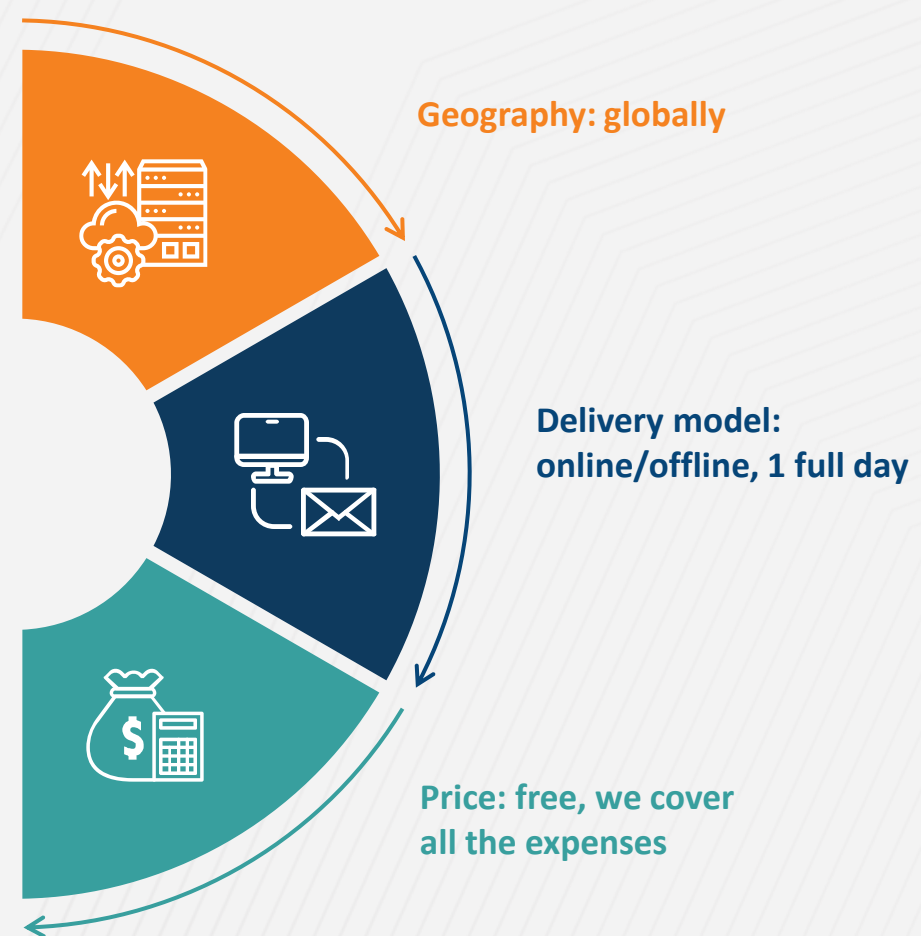 Geography: globally
Delivery model:
online/offline, 1 full day
$
Price: free, we cover
all the expenses